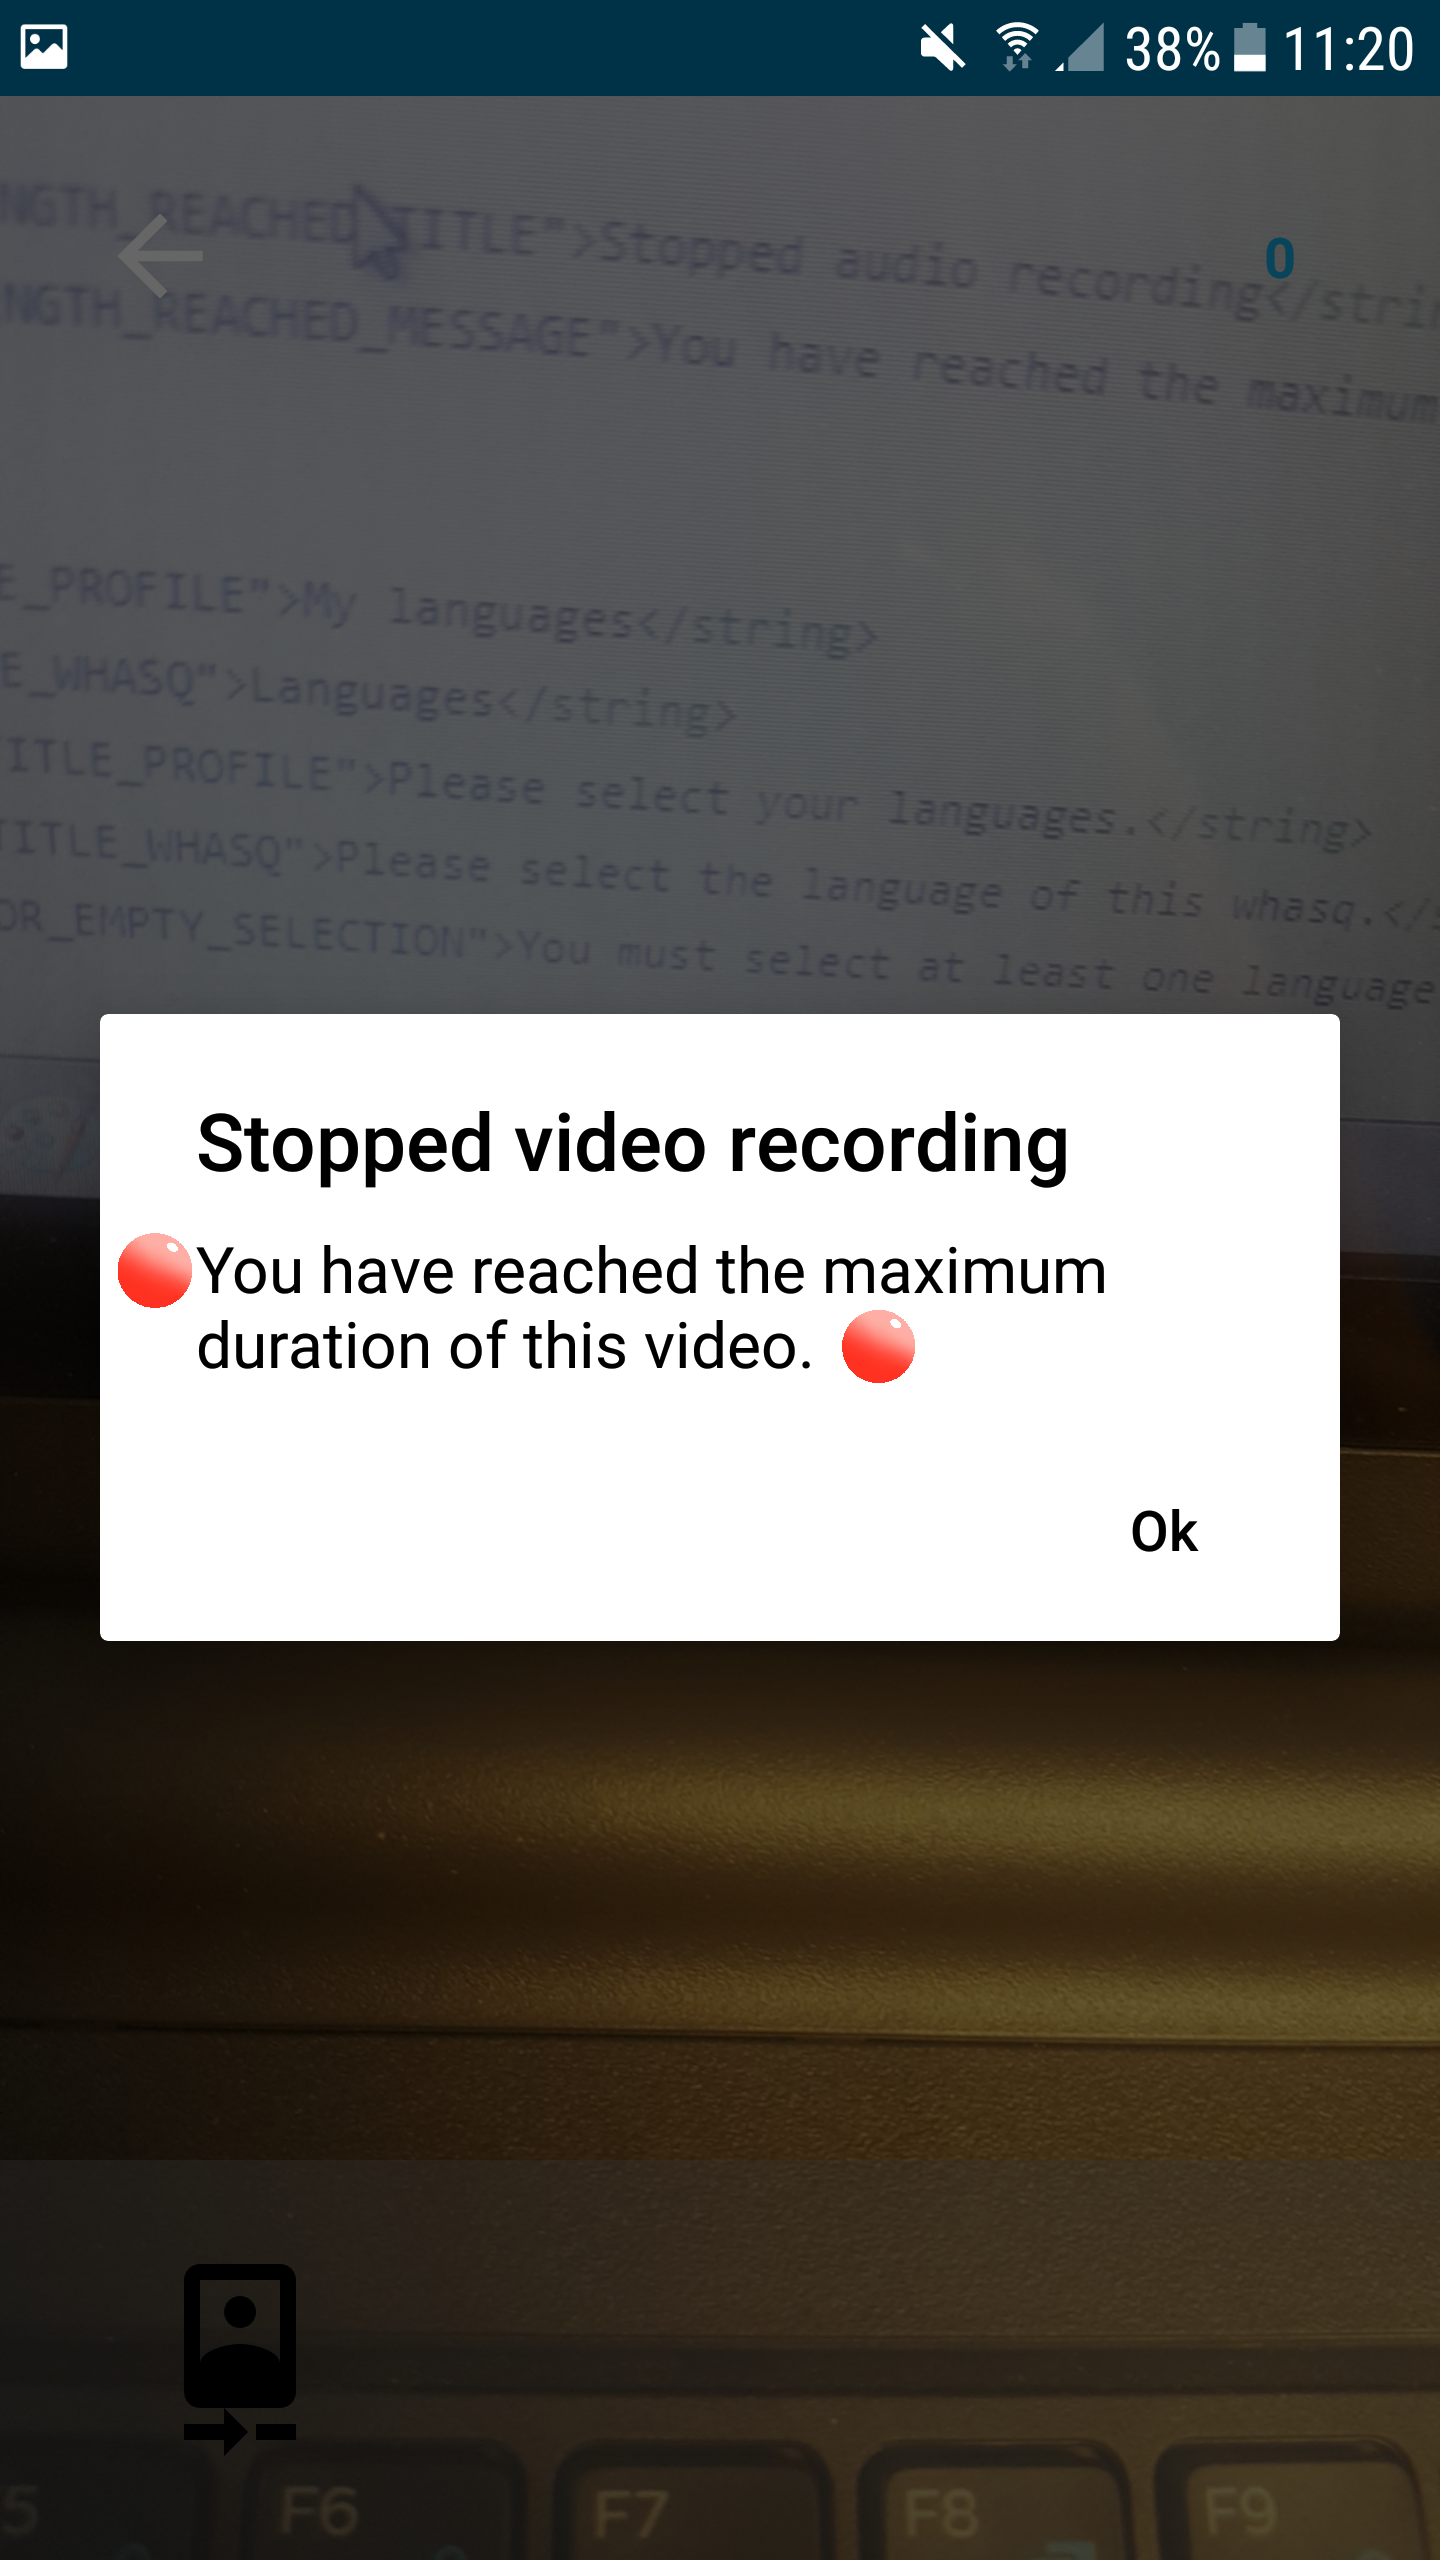 38% 11:20
NGTH_REACHED_TITLE">Stopped audio recording</strin
0
NGTH_REACHED_MESSAGE">You have reached the maximum
E_PROFILE">My languages</string>
E_WHASQ">Languages</string>
TITLE_PROFILE">Please select your languages.</string>
TITLE_WHASQ">Please select the language of this whasq.</s
OR_EMPTY_SELECTION">You must select at least one language
Stopped video recording
You have reached the maximum
duration of this video.
Ok
5 F6 F7 F8 F9